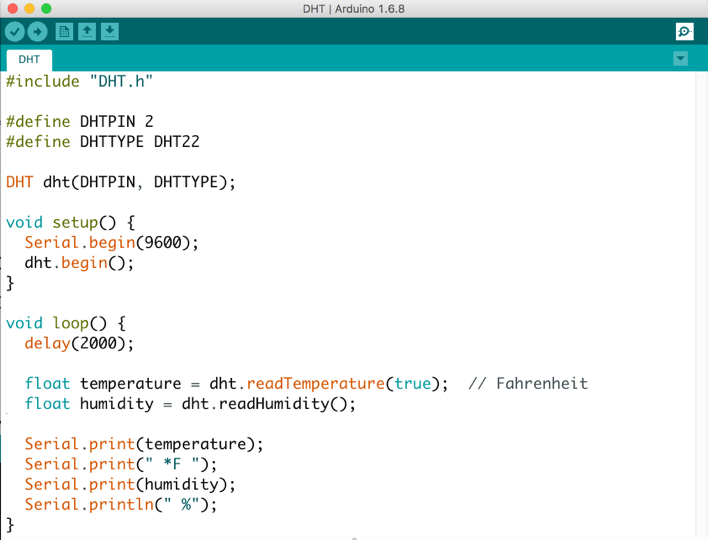 DHT | Arduino 1.6.8
DHT
#include "DHT.h"
#define DHTPIN 2
#define DHTTYPE DHT22
DHT dht(DHTPIN, DHTTYPE);
void setup() {
  Serial.begin(9600);
  dht.begin();
}
void loop() {
  delay(2000);
  float temperature = dht.readTemperature(true);  // Fahrenheit
  float humidity = dht.readHumidity();
  Serial.print(temperature);
  Serial.print(" *F ");
  Serial.print(humidity);
  Serial.println(" %");
}